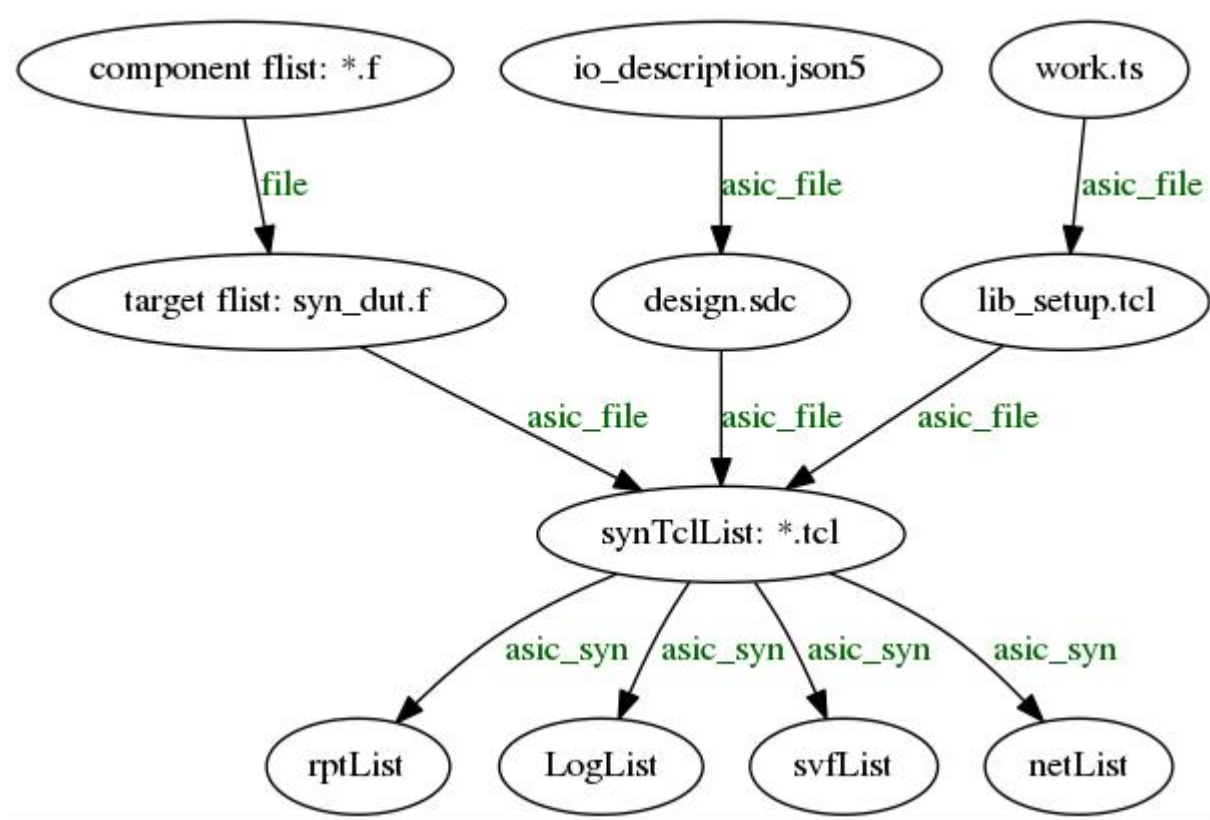 component flist: *.f
io_description.json5
work.ts
file
asic_file
asic_file
target flist: syn_dut.f
design.sdc
lib_setup.tcl
asic_file
asic_file
asic_file
synTclList: *.tcl
asic_syn
asic_syn
asic_syn
asic_syn
rptList
LogList
svfList
netList